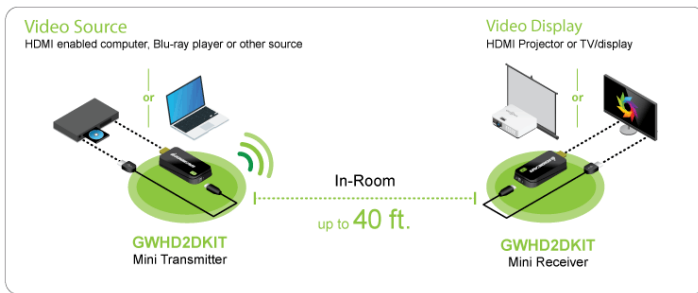 Video Source
HDMI enabled computer, Blu-ray player or other source
or
Video Display
HDMI Projector or TV/display
or
In-Room
up to 40 ft.
GWHD2DKIT
Mini Transmitter
GWHD2DKIT
Mini Receiver